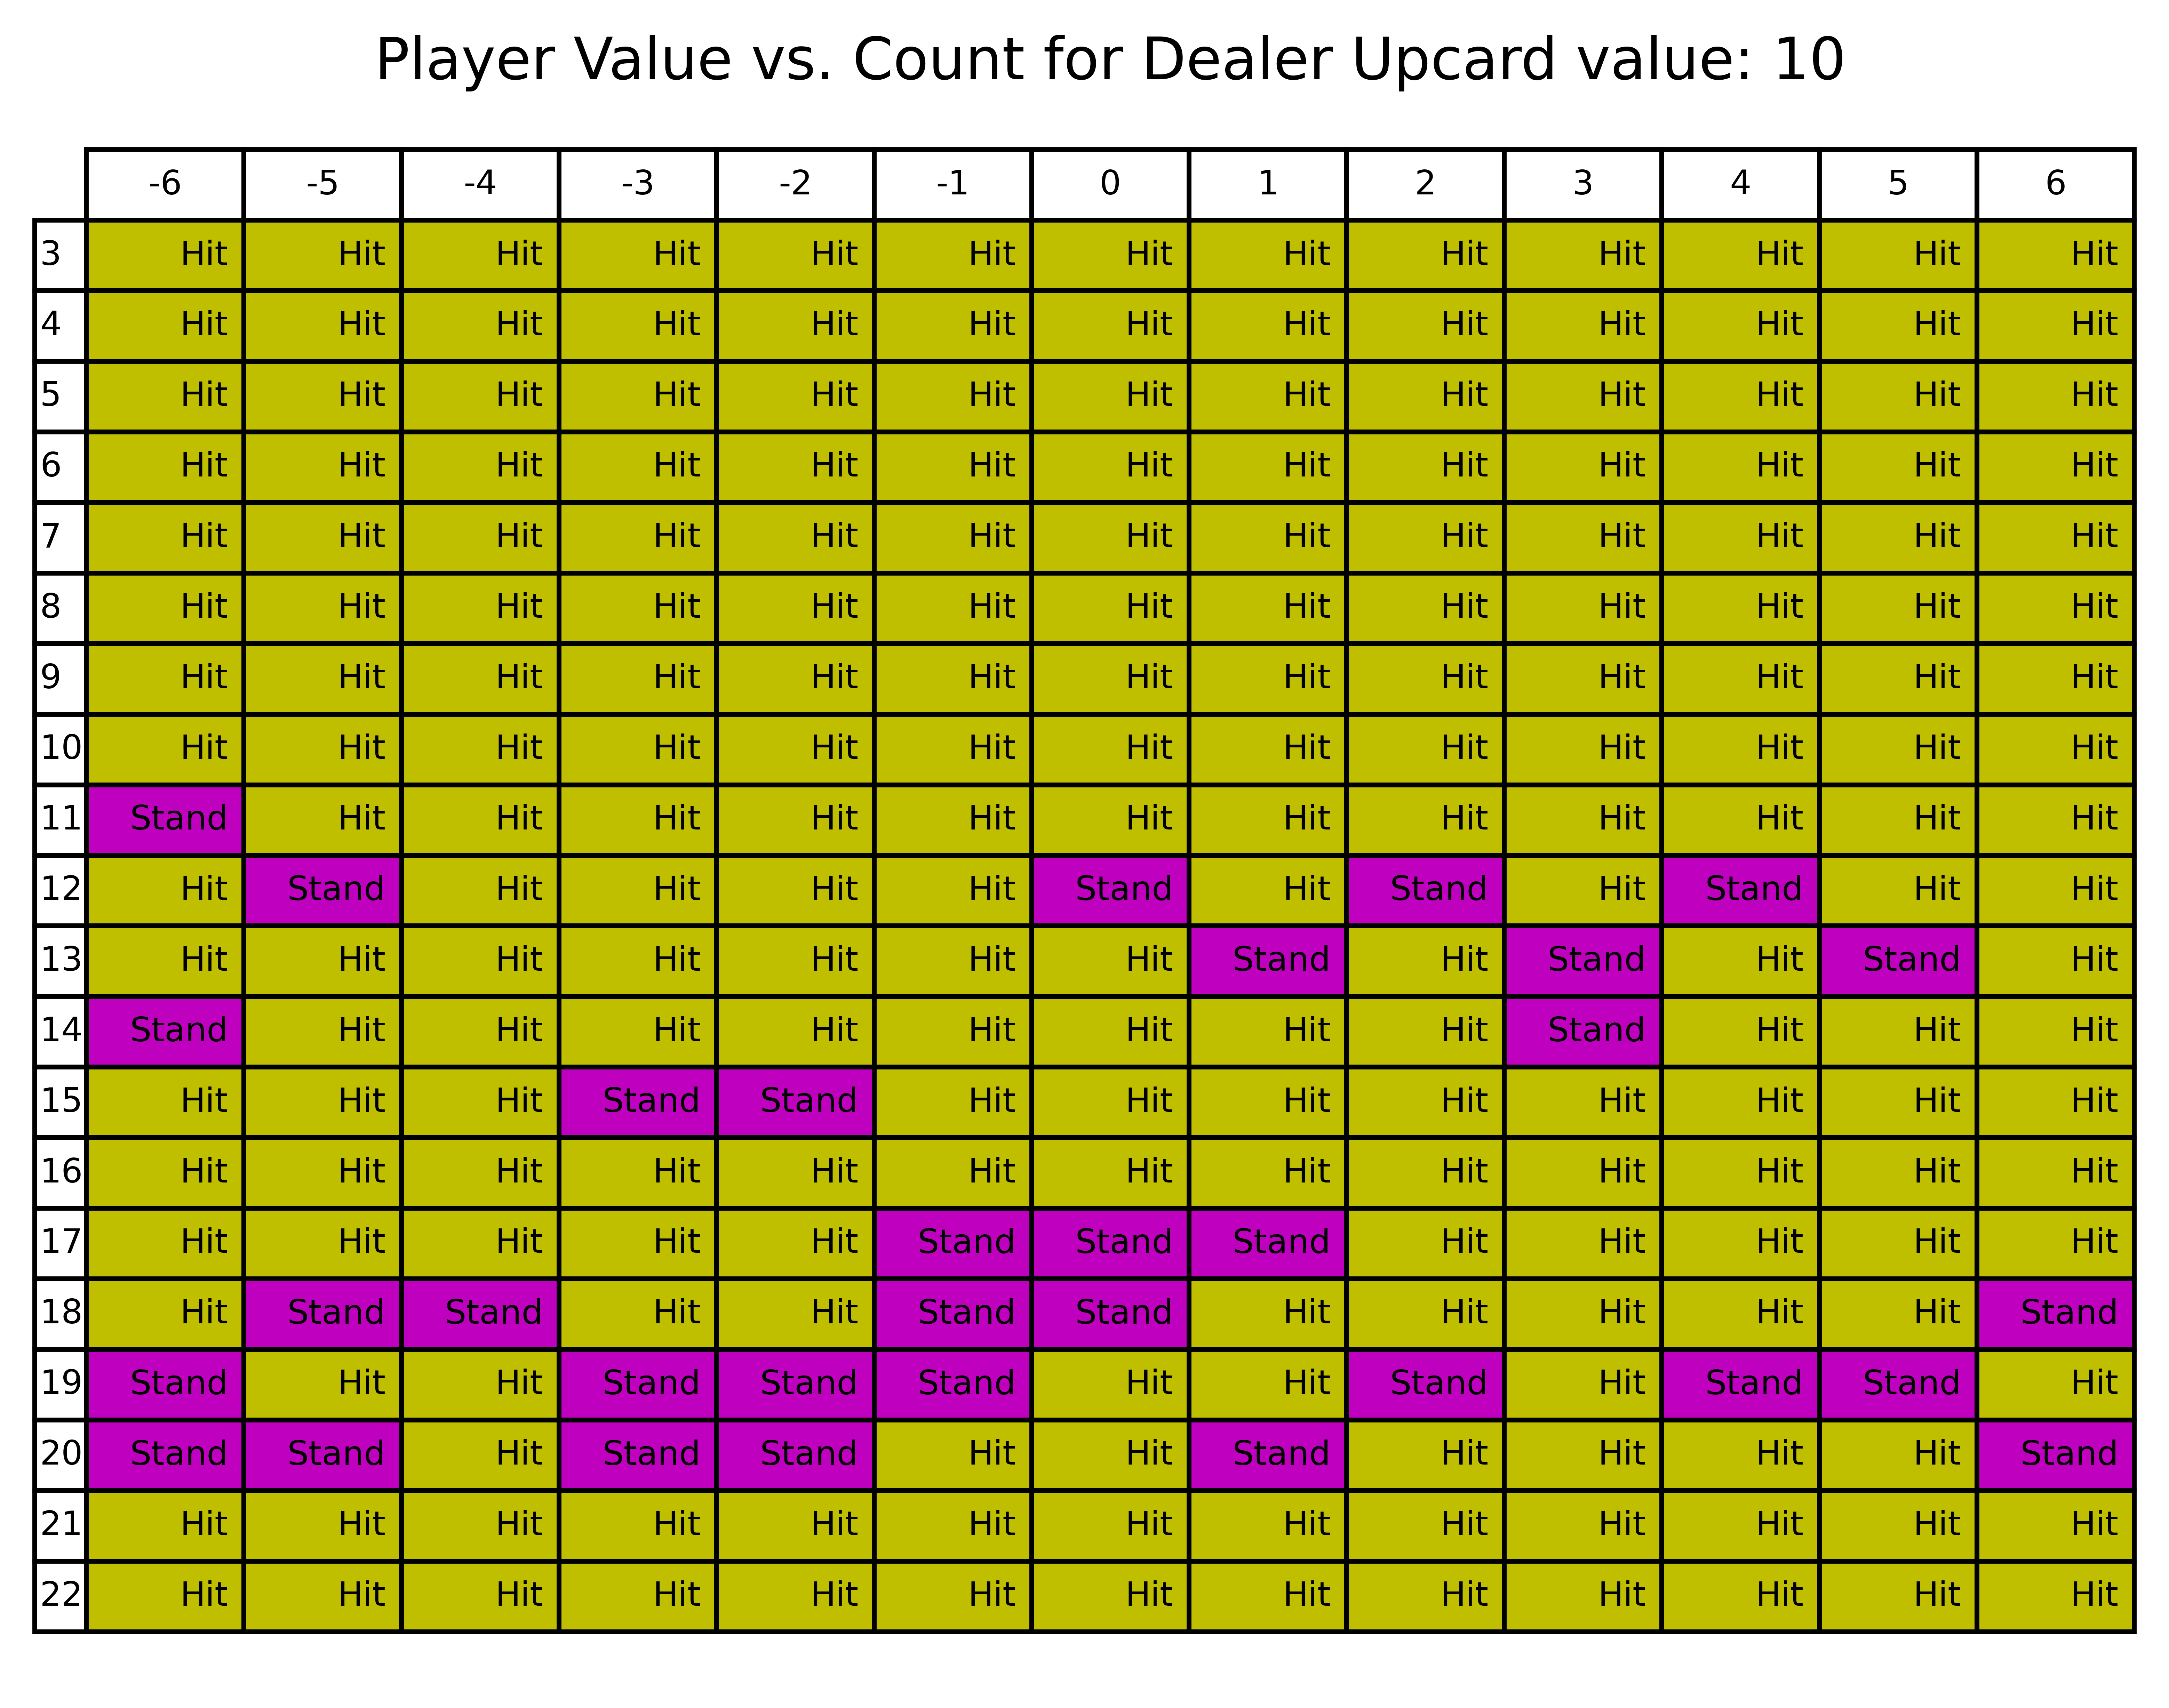 Player Value vs. Count for Dealer Upcard value: 10
-6 -5 -4 -3 -2 -1 0 1 2 3 4 5 6
3 Hit Hit Hit Hit Hit Hit Hit Hit Hit Hit Hit Hit Hit
4 Hit Hit Hit Hit Hit Hit Hit Hit Hit Hit Hit Hit Hit
5 Hit Hit Hit Hit Hit Hit Hit Hit Hit Hit Hit Hit Hit
6 Hit Hit Hit Hit Hit Hit Hit Hit Hit Hit Hit Hit Hit
7 Hit Hit Hit Hit Hit Hit Hit Hit Hit Hit Hit Hit Hit
8 Hit Hit Hit Hit Hit Hit Hit Hit Hit Hit Hit Hit Hit
9 Hit Hit Hit Hit Hit Hit Hit Hit Hit Hit Hit Hit Hit
10 Hit Hit Hit Hit Hit Hit Hit Hit Hit Hit Hit Hit Hit
11 Stand Hit Hit Hit Hit Hit Hit Hit Hit Hit Hit Hit Hit
12 Hit Stand Hit Hit Hit Hit Stand Hit Stand Hit Stand Hit Hit
13 Hit Hit Hit Hit Hit Hit Hit Stand Hit Stand Hit Stand Hit
14 Stand Hit Hit Hit Hit Hit Hit Hit Hit Stand Hit Hit Hit
15 Hit Hit Hit Stand Stand Hit Hit Hit Hit Hit Hit Hit Hit
16 Hit Hit Hit Hit Hit Hit Hit Hit Hit Hit Hit Hit Hit
17 Hit Hit Hit Hit Hit Stand Stand Stand Hit Hit Hit Hit Hit
18 Hit Stand Stand Hit Hit Stand Stand Hit Hit Hit Hit Hit Stand
19 Stand Hit Hit Stand Stand Stand Hit Hit Stand Hit Stand Stand Hit
20 Stand Stand Hit Stand Stand Hit Hit Stand Hit Hit Hit Hit Stand
21 Hit Hit Hit Hit Hit Hit Hit Hit Hit Hit Hit Hit Hit
22 Hit Hit Hit Hit Hit Hit Hit Hit Hit Hit Hit Hit Hit